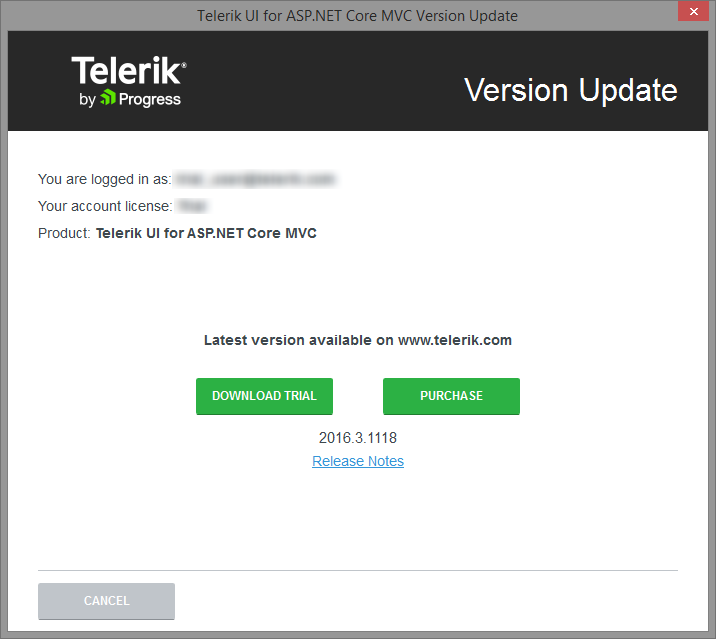 Telerik UI for ASP.NET Core MVC Version Update
Telerik®
by Progress
Version Update
You are logged in as:
Your account license:
Product: Telerik UI for ASP.NET Core MVC
Latest version available on www.telerik.com
DOWNLOAD TRIAL PURCHASE
2016.3.1118
Release Notes
CANCEL